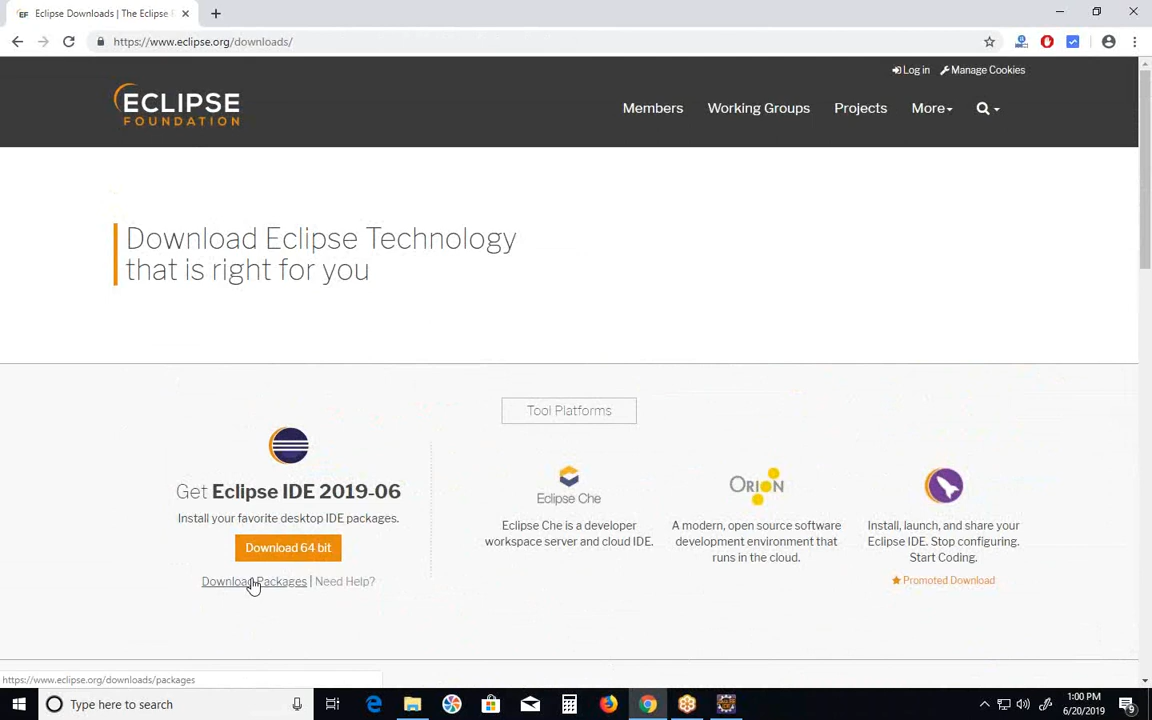 Eclipse Downloads | The Eclipse
https://www.eclipse.org/downloads/
Log in Manage Cookies
ECLIPSE
FOUNDATION
Members Working Groups Projects More
Download Eclipse Technology
that is right for you
Tool Platforms
Get Eclipse IDE 2019-06
Install your favorite desktop IDE packages.
Download 64 bit
Download Packages | Need Help?
Eclipse Che
Eclipse Che is a developer
workspace server and cloud IDE.
ORION
A modern, open source software
development environment that
runs in the cloud.
Install, launch, and share your
Eclipse IDE. Stop configuring.
Start Coding.
Promoted Download
https://www.eclipse.org/downloads/packages
Type here to search
1:00 PM
6/20/2019
9